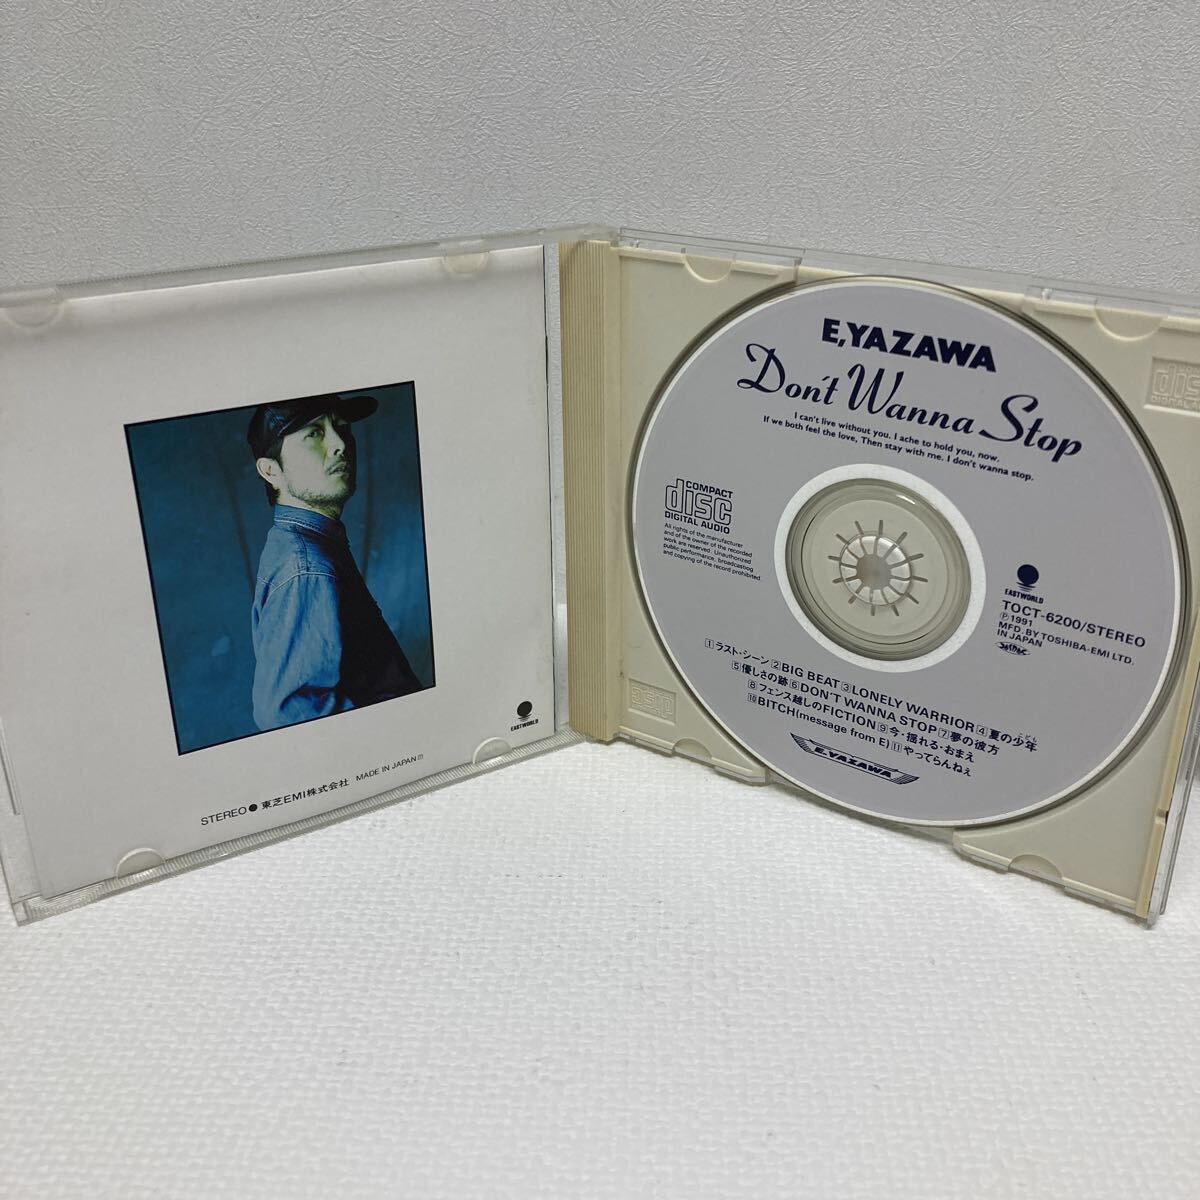 STEREO● 東芝EMI株式会社 MADE IN JAPAN
EASTWORLD
E,YAZAWA
Don't Wanna Stop
I can't live without you. I ache to hold you, now.
If we both feel the love, Then stay with me. I don't wanna stop.
COMPACT
disc
DIGITAL AUDIO
All rights of the manufacturer
and of the owner of the recorded
work are reserved. Unauthorized
public performance, broadcasting
and copying of the record prohibited.
EASTWORLD
TOCT-6200/STEREO
Ⓟ1991
MFD. BY TOSHIBA-EMI LTD.
IN JAPAN
1ラスト・シーン 2BIG BEAT 3LONELY WARRIOR 4夏の少年
5優しさの跡 6DON'T WANNA STOP 7夢の彼方
8フェンス越しのFICTION 9今・揺れる・おまえ
10BITCH(message from E) 11やってらんねぇ
E.YAZAWA
disc
DIGITAL
disc